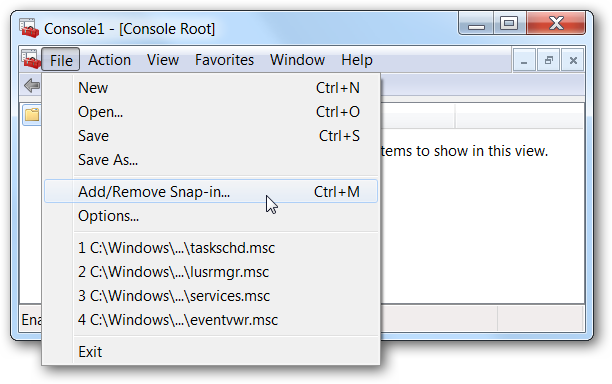 Console1 - [Console Root]
File Action View Favorites Window Help
New Ctrl+N
Open... Ctrl+O
Save Ctrl+S
Save As...
tems to show in this view.
Add/Remove Snap-in... Ctrl+M
Options...
1 C:\Windows\...\taskschd.msc
2 C:\Windows\...\lusrmgr.msc
3 C:\Windows\...\services.msc
4 C:\Windows\...\eventvwr.msc
Ena
Exit